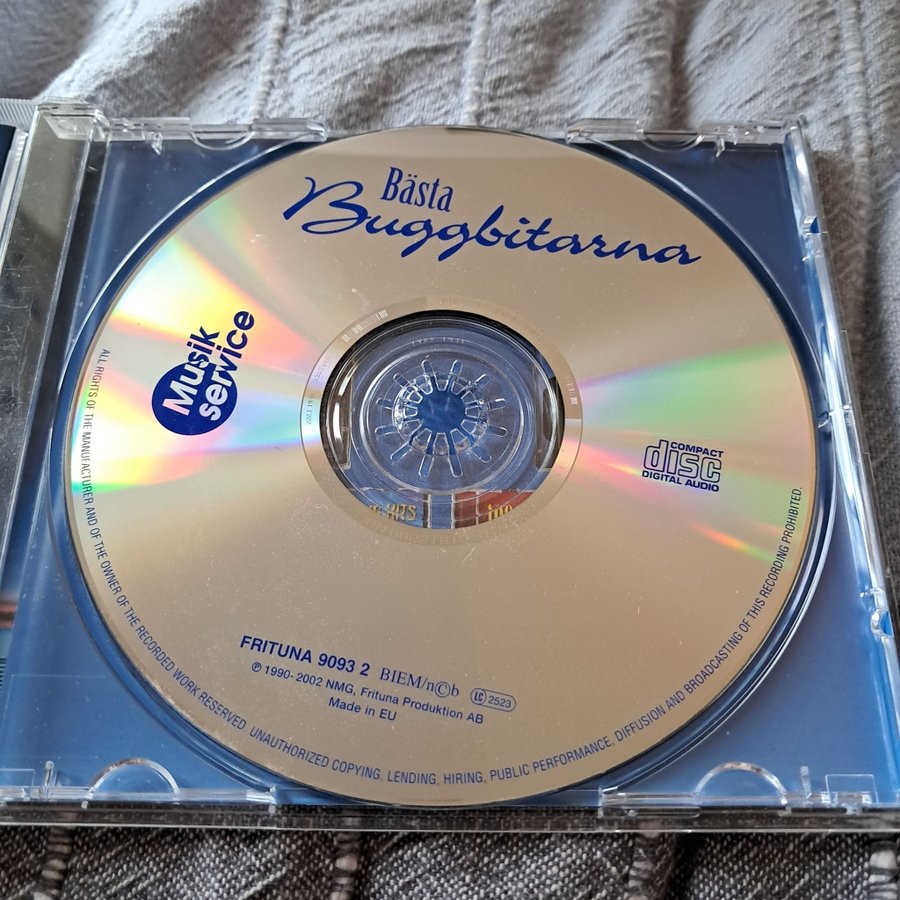 Bästa
Buggbitarna
Musik
service
COMPACT
disc
DIGITAL AUDIO
HITS
FRITUNA 9093 2 BIEM/n©b LC 2523
℗ 1990-2002 NMG, Frituna Produktion AB
Made in EU
ALL RIGHTS OF THE MANUFACTURER AND OF THE OWNER OF THE RECORDED WORK RESERVED. UNAUTHORIZED COPYING, LENDING, HIRING, PUBLIC PERFORMANCE, DIFFUSION AND BROADCASTING OF THIS RECORDING PROHIBITED.